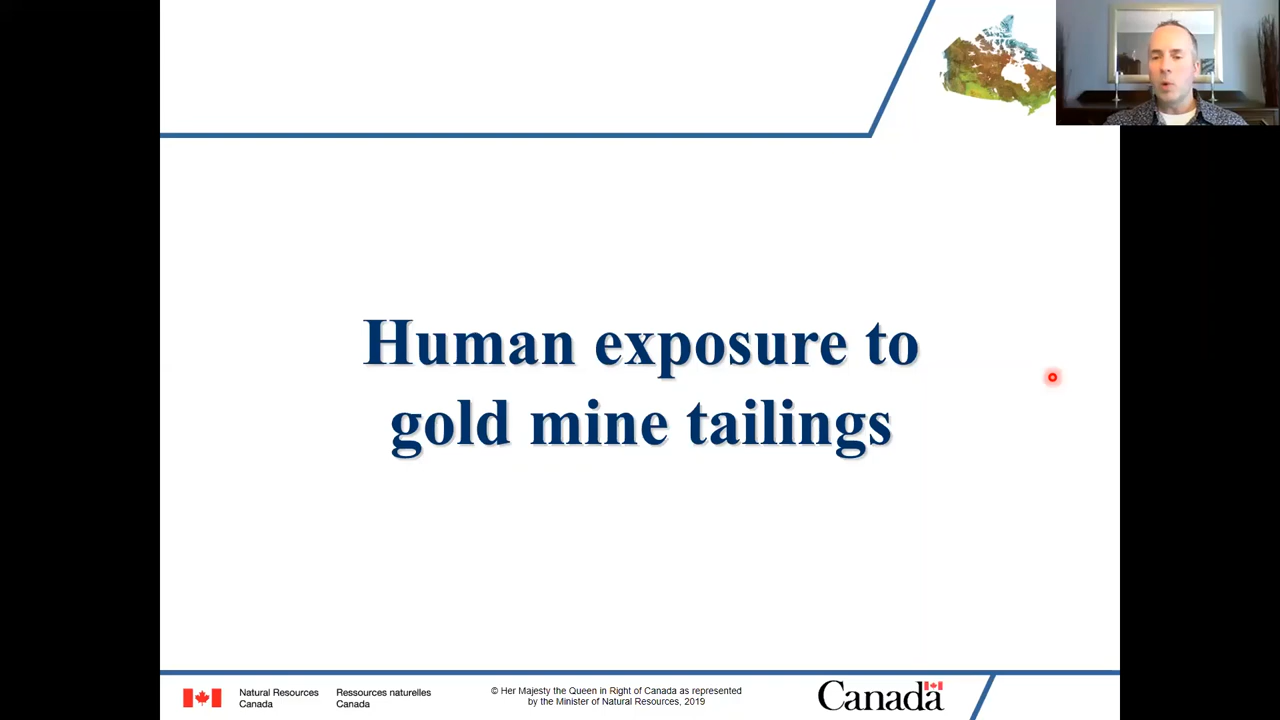 Human exposure to
gold mine tailings
Natural Resources
Canada
Ressources naturelles
Canada
© Her Majesty the Queen in Right of Canada as represented
by the Minister of Natural Resources, 2019
Canada